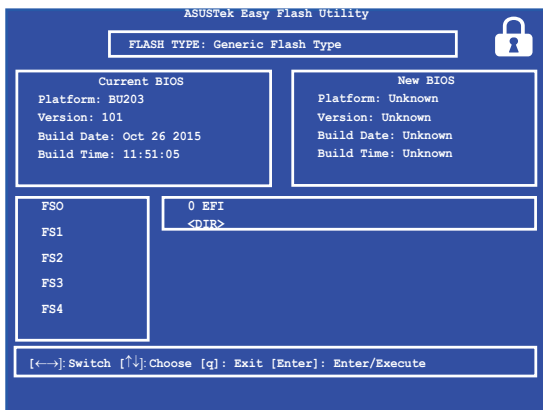 ASUSTek Easy Flash Utility
FLASH TYPE: Generic Flash Type
Current BIOS
Platform: BU203
Version: 101
Build Date: Oct 26 2015
Build Time: 11:51:05
New BIOS
Platform: Unknown
Version: Unknown
Build Date: Unknown
Build Time: Unknown
FSO
FS1
FS2
FS3
FS4
0 EFI
<DIR>
[←→]: Switch [↑↓]: Choose [q]: Exit [Enter]: Enter/Execute